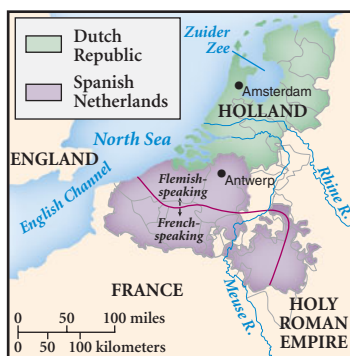 Dutch
Republic
Spanish
Netherlands
Zuider
Zee
Amsterdam
HOLLAND
North Sea
ENGLAND
English Channel
Flemish-
speaking
French-
speaking
Antwerp
Rhine R.
Meuse R.
FRANCE
HOLY
ROMAN
EMPIRE
0 50 100 miles
0 50 100 kilometers